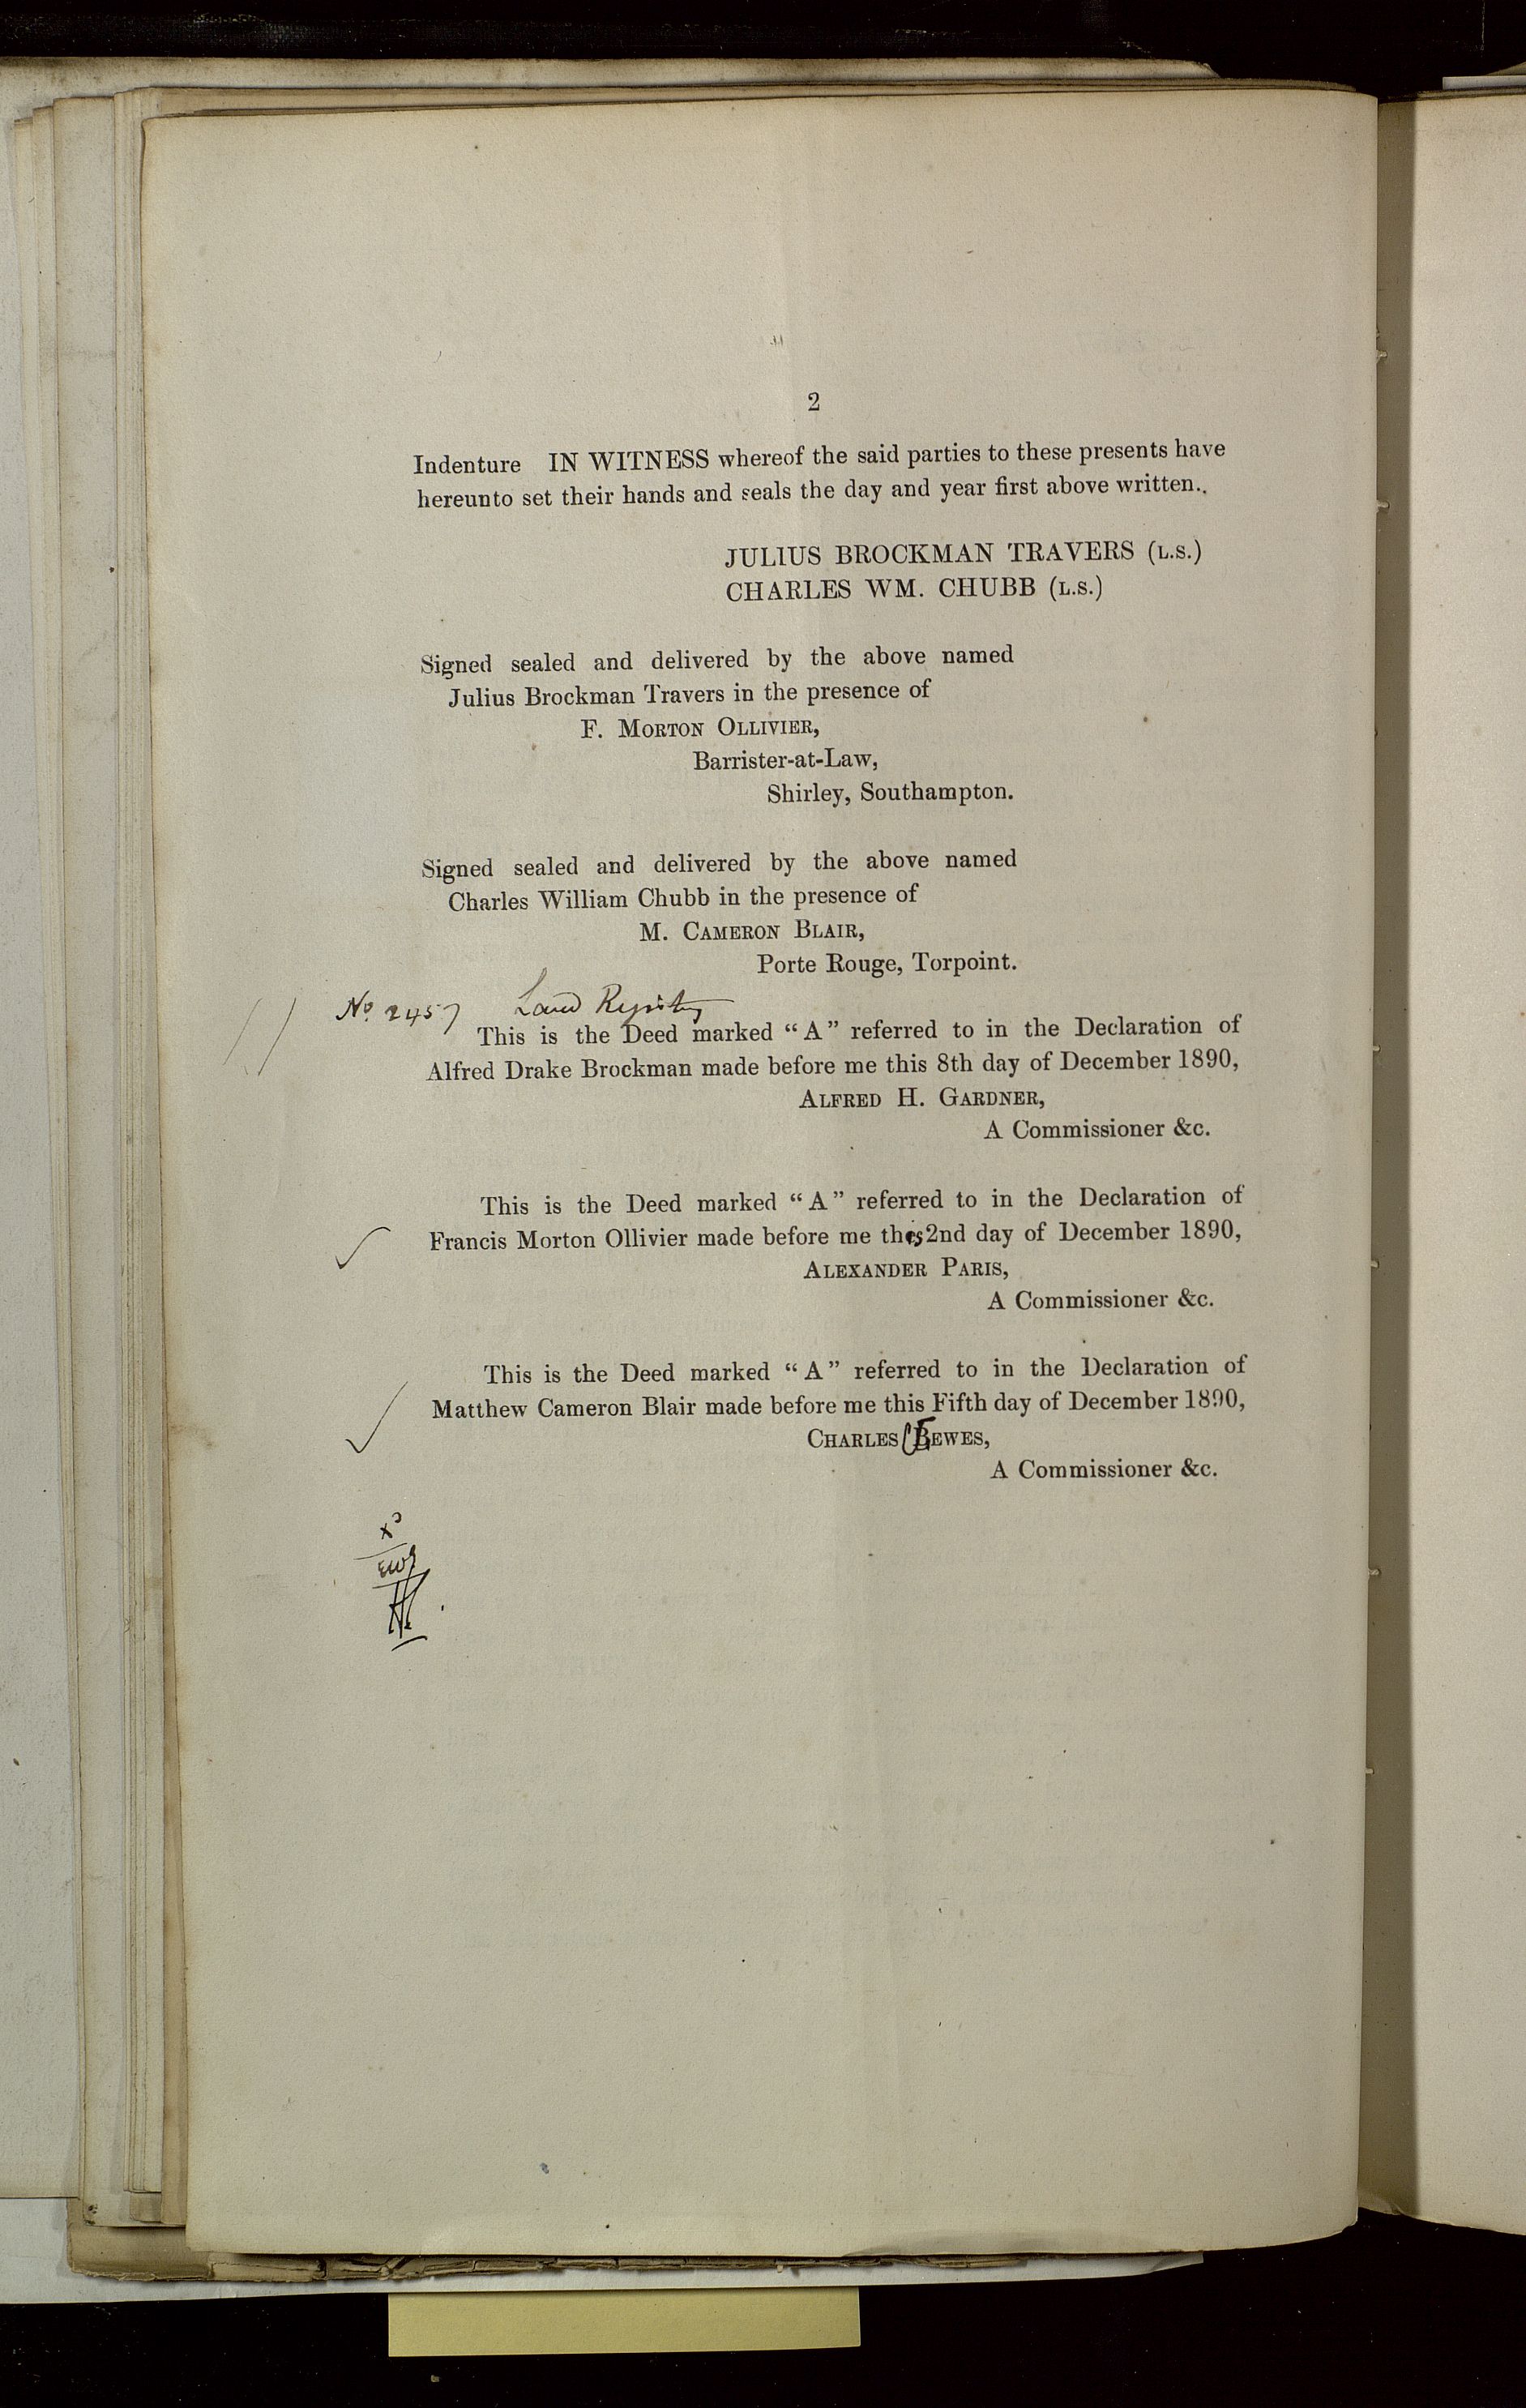 2
Indenture IN WITNESS whereof the said parties to these presents have
hereunto set their hands and seals the day and year first above written..
JULIUS BROCKMAN TRAVERS (L.S.)
CHARLES WM. CHUBB (L.S.)
Signed sealed and delivered by the above named
Julius Brockman Travers in the presence of
F. MORTON OLLIVIER,
Barrister-at-Law,
Shirley, Southampton.
Signed sealed and delivered by the above named
Charles William Chubb in the presence of
M. CAMERON BLAIR,
Porte Rouge, Torpoint.
No. 2457 Land Registry
This is the Deed marked “A” referred to in the Declaration of
Alfred Drake Brockman made before me this 8th day of December 1890,
ALFRED H. GARDNER,
A Commissioner &c.
This is the Deed marked “A” referred to in the Declaration of
Francis Morton Ollivier made before me this 2nd day of December 1890,
ALEXANDER PARIS,
A Commissioner &c.
This is the Deed marked “A” referred to in the Declaration of
Matthew Cameron Blair made before me this Fifth day of December 1890,
CHARLES BEWES,
A Commissioner &c.